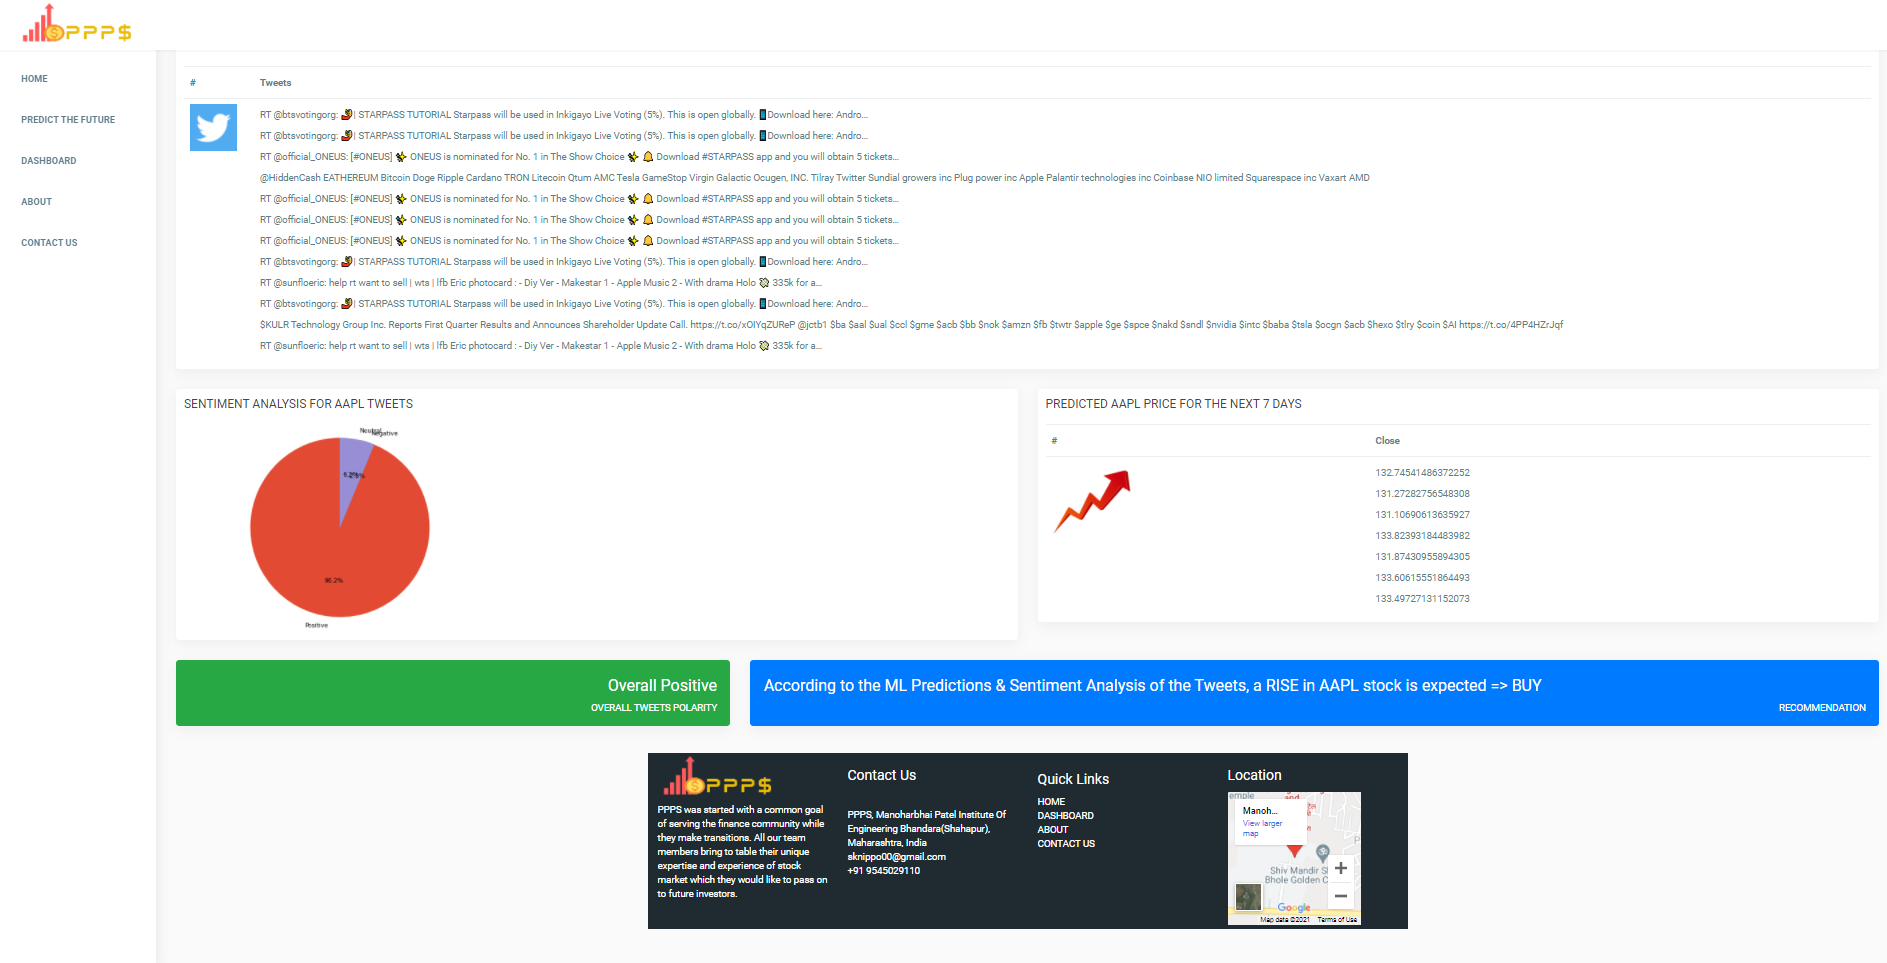 PPP$
HOME
PREDICT THE FUTURE
DASHBOARD
ABOUT
CONTACT US
# Tweets
RT @btsvotingorg: 🌶| STARPASS TUTORIAL Starpass will be used in Inkigayo Live Voting (5%). This is open globally. 📱Download here: Andro...
RT @btsvotingorg: 🌶| STARPASS TUTORIAL Starpass will be used in Inkigayo Live Voting (5%). This is open globally. 📱Download here: Andro...
RT @official_ONEUS: [#ONEUS] ✨ ONEUS is nominated for No. 1 in The Show Choice ✨ 🔔 Download #STARPASS app and you will obtain 5 tickets...
@HiddenCash EATHEREUM Bitcoin Doge Ripple Cardano TRON Litecoin Qtum AMC Tesla GameStop Virgin Galactic Ocugen, INC. Tilray Twitter Sundial growers inc Plug power inc Apple Palantir technologies inc Coinbase NIO limited Squarespace inc Vaxart AMD
RT @official_ONEUS: [#ONEUS] ✨ ONEUS is nominated for No. 1 in The Show Choice ✨ 🔔 Download #STARPASS app and you will obtain 5 tickets...
RT @official_ONEUS: [#ONEUS] ✨ ONEUS is nominated for No. 1 in The Show Choice ✨ 🔔 Download #STARPASS app and you will obtain 5 tickets...
RT @official_ONEUS: [#ONEUS] ✨ ONEUS is nominated for No. 1 in The Show Choice ✨ 🔔 Download #STARPASS app and you will obtain 5 tickets...
RT @btsvotingorg: 🌶| STARPASS TUTORIAL Starpass will be used in Inkigayo Live Voting (5%). This is open globally. 📱Download here: Andro...
RT @sunfloeric: help rt want to sell | wts | lfb Eric photocard : - Diy Ver - Makestar 1 - Apple Music 2 - With drama Holo 💸 335k for a...
RT @btsvotingorg: 🌶| STARPASS TUTORIAL Starpass will be used in Inkigayo Live Voting (5%). This is open globally. 📱Download here: Andro...
$KULR Technology Group Inc. Reports First Quarter Results and Announces Shareholder Update Call. https://t.co/xOIYqZUReP @jctb1 $ba $aal $ual $ccl $gme $acb $bb $nok $amzn $fb $twtr $apple $ge $spce $nakd $sndl $nvidia $intc $baba $tsla $ocgn $acb $hexo $tlry $coin $AI https://t.co/4PP4HZrJqf
RT @sunfloeric: help rt want to sell | wts | lfb Eric photocard : - Diy Ver - Makestar 1 - Apple Music 2 - With drama Holo 💸 335k for a...
SENTIMENT ANALYSIS FOR AAPL TWEETS
Neutral
Negative
Positive
PREDICTED AAPL PRICE FOR THE NEXT 7 DAYS
# Close
132.74541486372252
131.27282756548308
131.10690613635927
133.82393184483982
131.87430955894305
133.60615551864493
133.49727131152073
Overall Positive
OVERALL TWEETS POLARITY
According to the ML Predictions & Sentiment Analysis of the Tweets, a RISE in AAPL stock is expected => BUY
RECOMMENDATION
PPP$
PPPS was started with a common goal
of serving the finance community while
they make transitions. All our team
members bring to table their unique
expertise and experience of stock
market which they would like to pass on
to future investors.
Contact Us
PPPS, Manoharbhai Patel Institute Of
Engineering Bhandara(Shahapur),
Maharashtra, India
sknippo00@gmail.com
+91 9545029110
Quick Links
HOME
DASHBOARD
ABOUT
CONTACT US
Location
Manoh...
View larger
map
Shiv Mandir
Bhole Golden
Google
Map data ©2021 Terms of Use